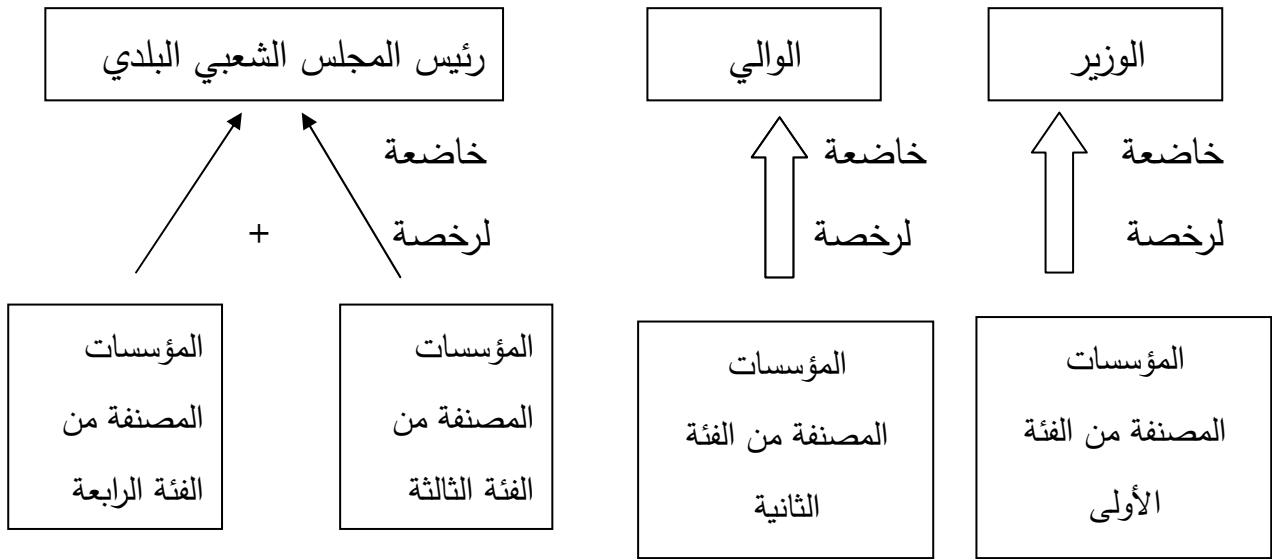 الوزير
الوالي
رئيس المجلس الشعبي البلدي
خاضعة
لرخصة
خاضعة
لرخصة
خاضعة
لرخصة
+
المؤسسات
المصنفة من الفئة
الأولى
المؤسسات
المصنفة من الفئة
الثانية
المؤسسات
المصنفة من
الفئة الثالثة
المؤسسات
المصنفة من
الفئة الرابعة